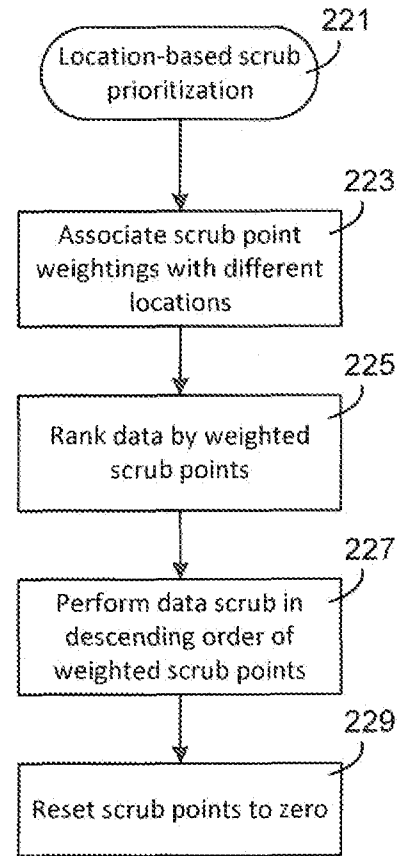 221
Location-based scrub
prioritization
223
Associate scrub point
weightings with different
locations
225
Rank data by weighted
scrub points
227
Perform data scrub in
descending order of
weighted scrub points
229
Reset scrub points to zero